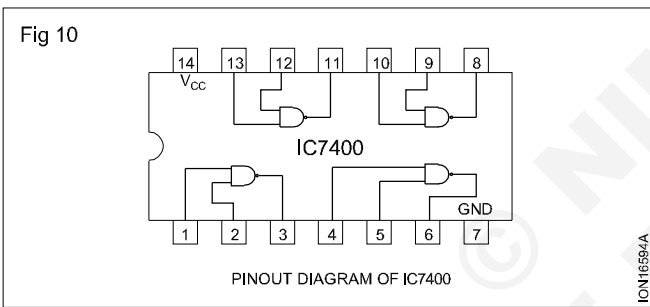 Fig 10
14 13 12 11 10 9 8
VCC
IC7400
GND
1 2 3 4 5 6 7
PINOUT DIAGRAM OF IC7400
ION16594A
©